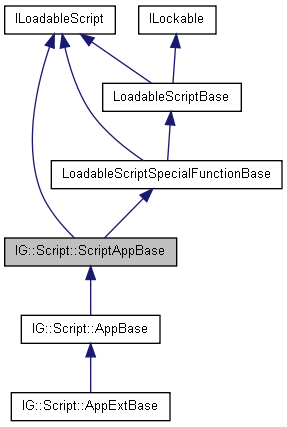 ILoadableScript
ILockable
LoadableScriptBase
LoadableScriptSpecialFunctionBase
IG::Script::ScriptAppBase
IG::Script::AppBase
IG::Script::AppExtBase